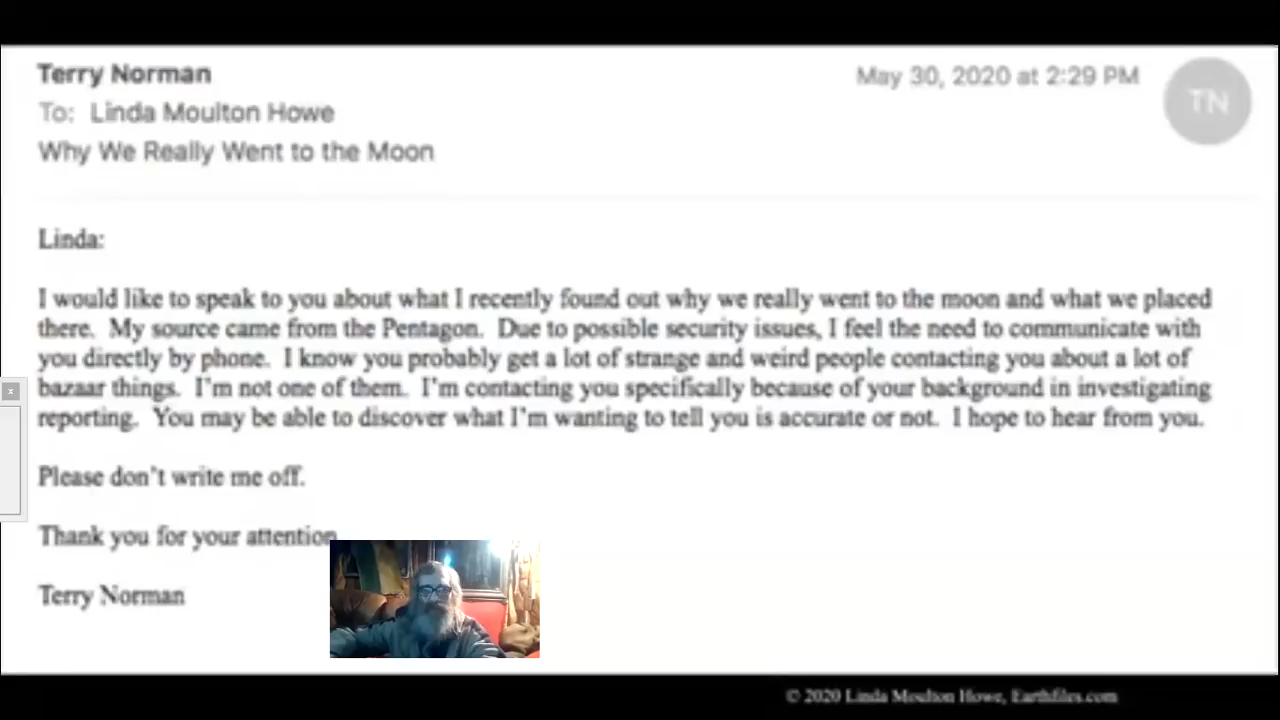 Terry Norman
May 30, 2020 at 2:29 PM
TN
To: Linda Moulton Howe
Why We Really Went to the Moon
Linda:
I would like to speak to you about what I recently found out why we really went to the moon and what we placed
there. My source came from the Pentagon. Due to possible security issues, I feel the need to communicate with
you directly by phone. I know you probably get a lot of strange and weird people contacting you about a lot of
bazaar things. I'm not one of them. I'm contacting you specifically because of your background in investigating
reporting. You may be able to discover what I'm wanting to tell you is accurate or not. I hope to hear from you.
Please don't write me off.
Thank you for your attention
Terry Norman
x
© 2020 Linda Moulton Howe, Earthfiles.com